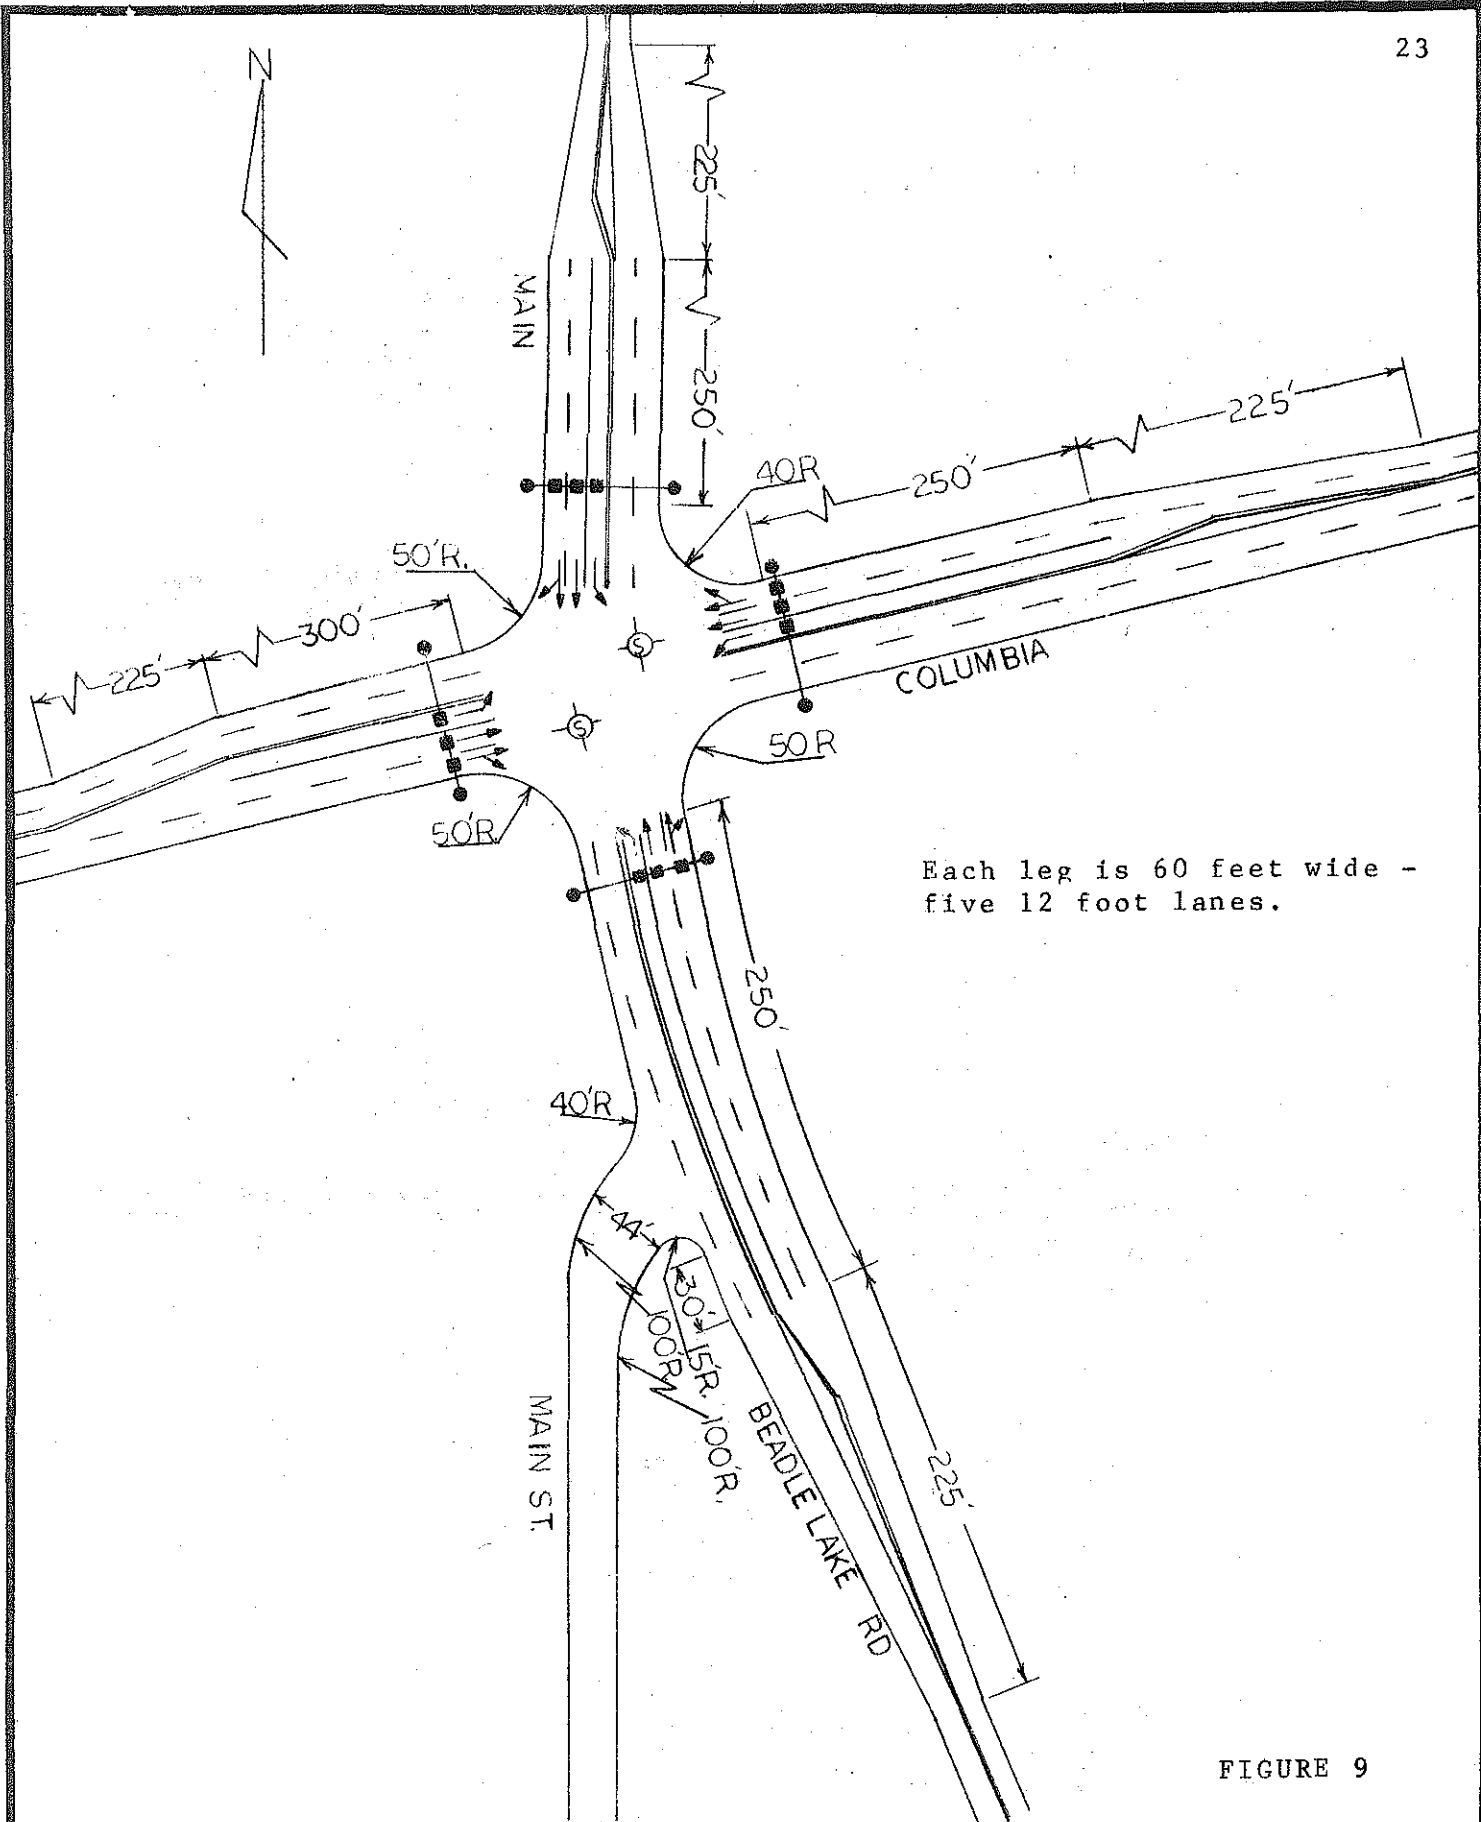 23
N
225'
MAIN
250'
225'
250'
40R
50'R.
300'
225'
S
S
COLUMBIA
50R
50'R
Each leg is 60 feet wide -
five 12 foot lanes.
250'
40'R
44'
30'
100'R
15'R.
100'R.
MAIN ST.
BEADLE LAKE RD
225'
FIGURE 9